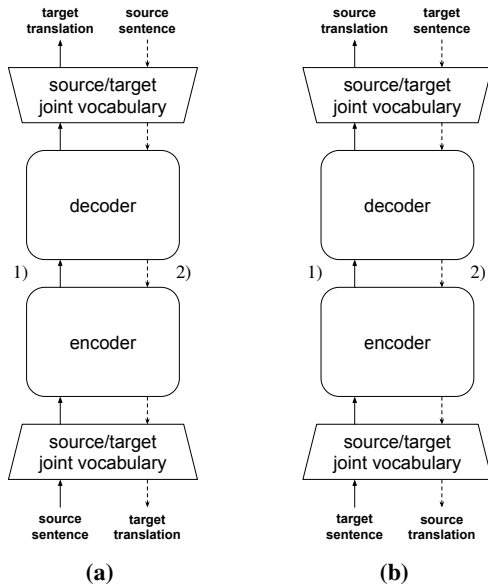 target
translation
source
sentence
source/target
joint vocabulary
decoder
1)
2)
encoder
source/target
joint vocabulary
source
sentence
target
translation
(a)
source
translation
target
sentence
source/target
joint vocabulary
decoder
1)
2)
encoder
source/target
joint vocabulary
target
sentence
source
translation
(b)